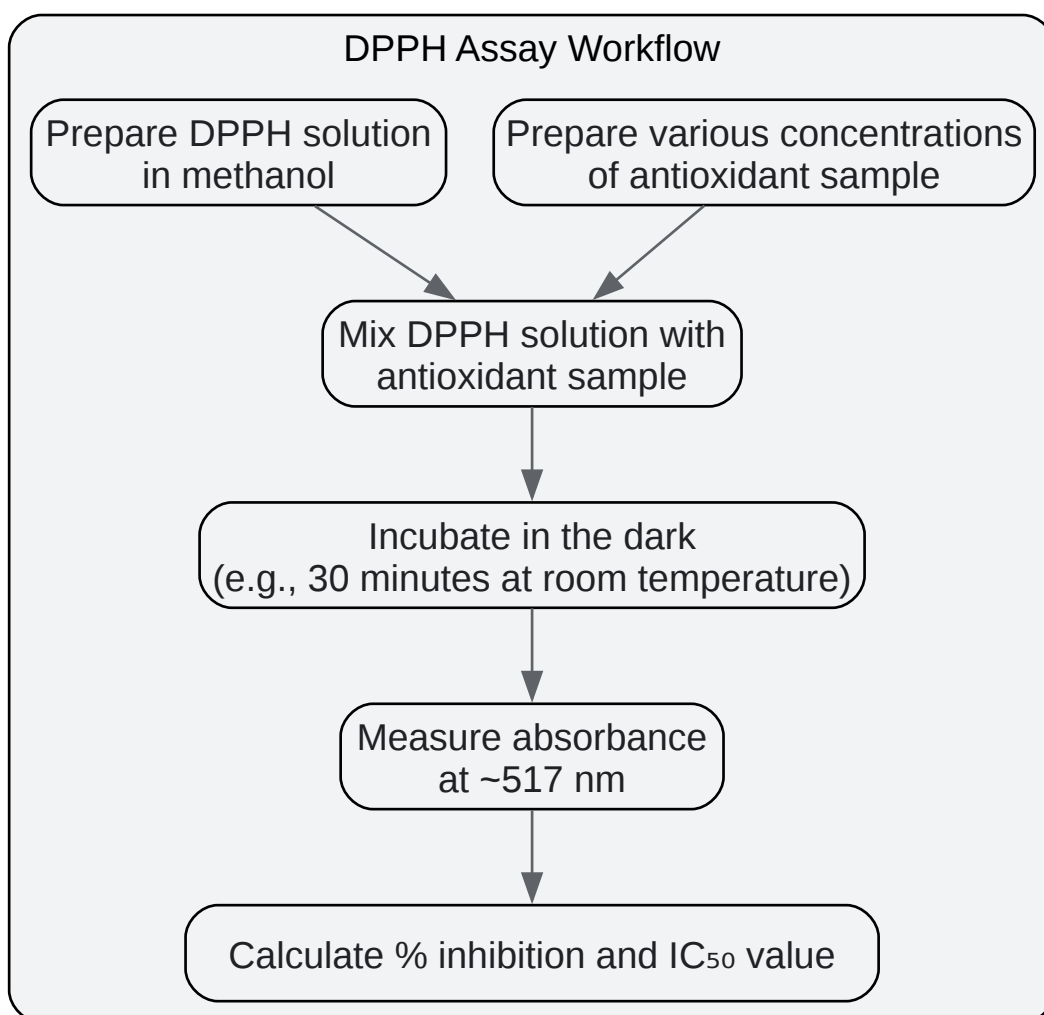 DPPH Assay Workflow
Prepare DPPH solution
in methanol
Prepare various concentrations
of antioxidant sample
Mix DPPH solution with
antioxidant sample
Incubate in the dark
(e.g., 30 minutes at room temperature)
Measure absorbance
at ~517 nm
Calculate % inhibition and IC₅₀ value